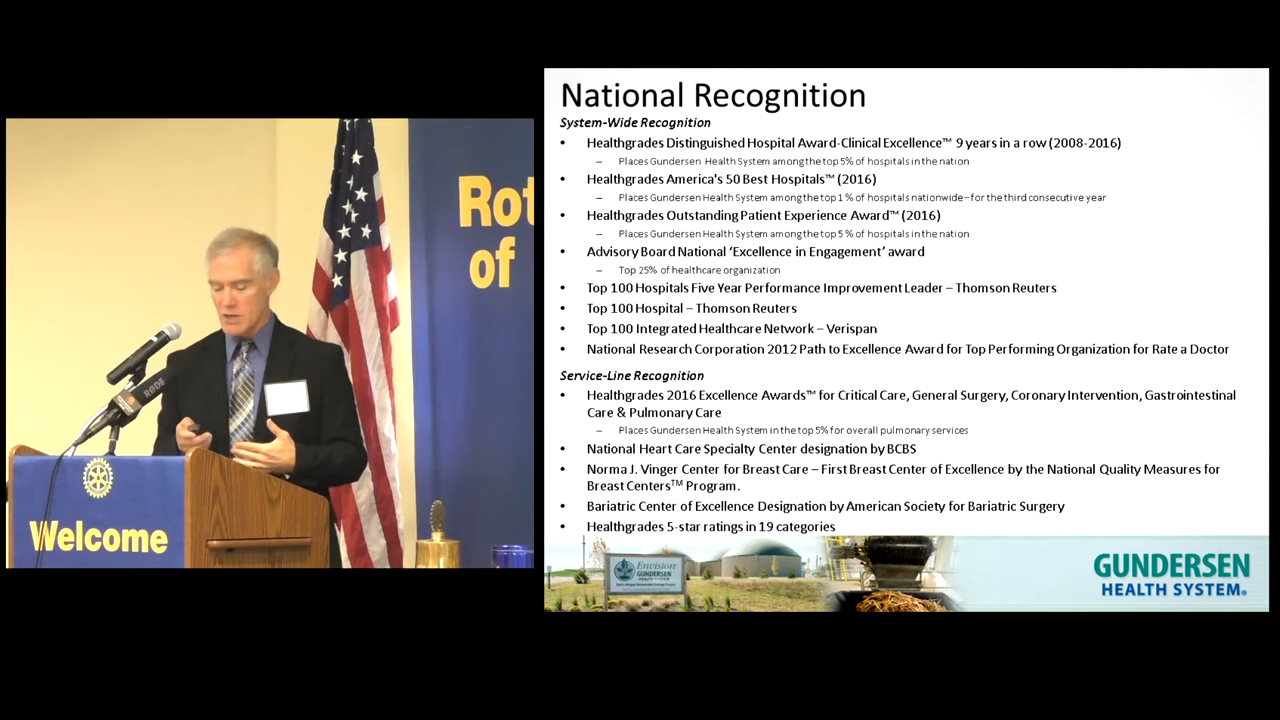 Rot
of
RODE
Welcome
National Recognition
System-Wide Recognition
• Healthgrades Distinguished Hospital Award-Clinical Excellence™ 9 years in a row (2008-2016)
– Places Gundersen Health System among the top 5% of hospitals in the nation
• Healthgrades America's 50 Best Hospitals™ (2016)
– Places Gundersen Health System among the top 1 % of hospitals nationwide–for the third consecutive year
• Healthgrades Outstanding Patient Experience Award™ (2016)
– Places Gundersen Health System among the top 5 % of hospitals in the nation
• Advisory Board National ‘Excellence in Engagement’ award
– Top 25% of healthcare organization
• Top 100 Hospitals Five Year Performance Improvement Leader – Thomson Reuters
• Top 100 Hospital – Thomson Reuters
• Top 100 Integrated Healthcare Network – Verispan
• National Research Corporation 2012 Path to Excellence Award for Top Performing Organization for Rate a Doctor
Service-Line Recognition
• Healthgrades 2016 Excellence Awards™ for Critical Care, General Surgery, Coronary Intervention, Gastrointestinal
Care & Pulmonary Care
– Places Gundersen Health System in the top 5% for overall pulmonary services
• National Heart Care Specialty Center designation by BCBS
• Norma J. Vinger Center for Breast Care – First Breast Center of Excellence by the National Quality Measures for
Breast Centers™ Program.
• Bariatric Center of Excellence Designation by American Society for Bariatric Surgery
• Healthgrades 5-star ratings in 19 categories
Envision
GUNDERSEN
HEALTH SYSTEM
GUNDERSEN
HEALTH SYSTEM®